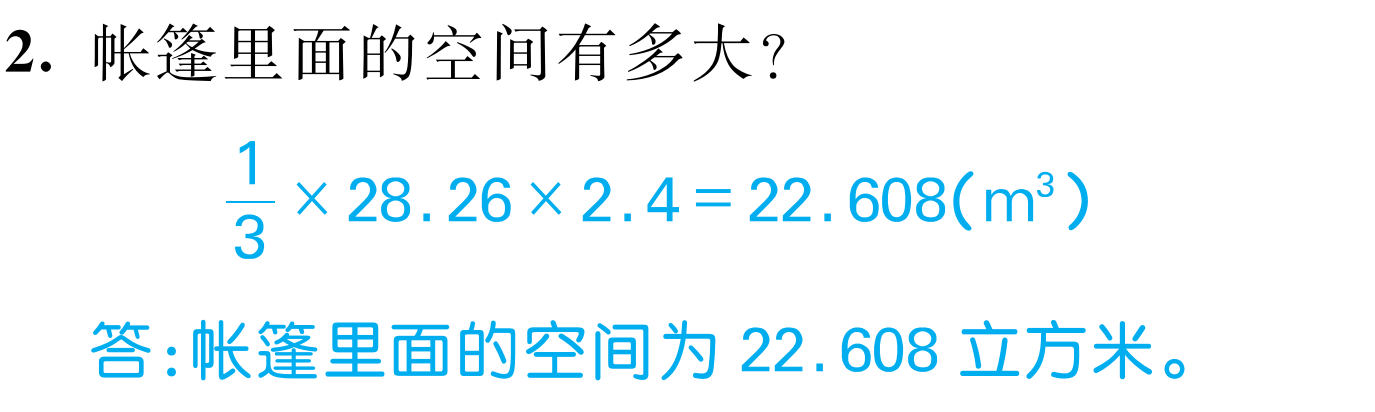 2. 帐篷里面的空间有多大?
1/3 × 28.26 × 2.4 = 22.608(m³)
答:帐篷里面的空间为 22.608 立方米。